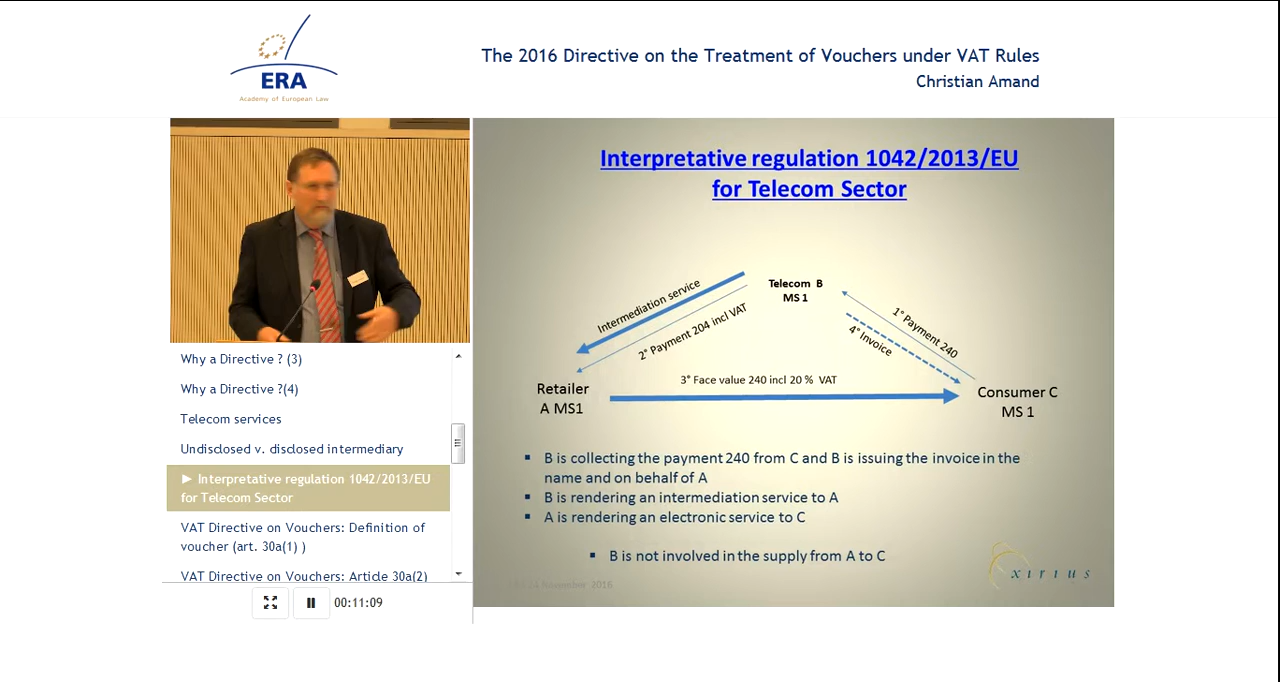 ERA
Academy of European Law
The 2016 Directive on the Treatment of Vouchers under VAT Rules
Christian Amand
Why a Directive ? (3)
Why a Directive ?(4)
Telecom services
Undisclosed v. disclosed intermediary
► Interpretative regulation 1042/2013/EU
for Telecom Sector
VAT Directive on Vouchers: Definition of
voucher (art. 30a(1) )
VAT Directive on Vouchers: Article 30a(2)
00:11:09
Interpretative regulation 1042/2013/EU
for Telecom Sector
Telecom B
MS 1
Intermediation service
2° Payment 204 incl VAT
1° Payment 240
4° Invoice
3° Face value 240 incl 20 % VAT
Retailer
A MS1
Consumer C
MS 1
▪ B is collecting the payment 240 from C and B is issuing the invoice in the
name and on behalf of A
▪ B is rendering an intermediation service to A
▪ A is rendering an electronic service to C
▪ B is not involved in the supply from A to C
November 2016
xirius